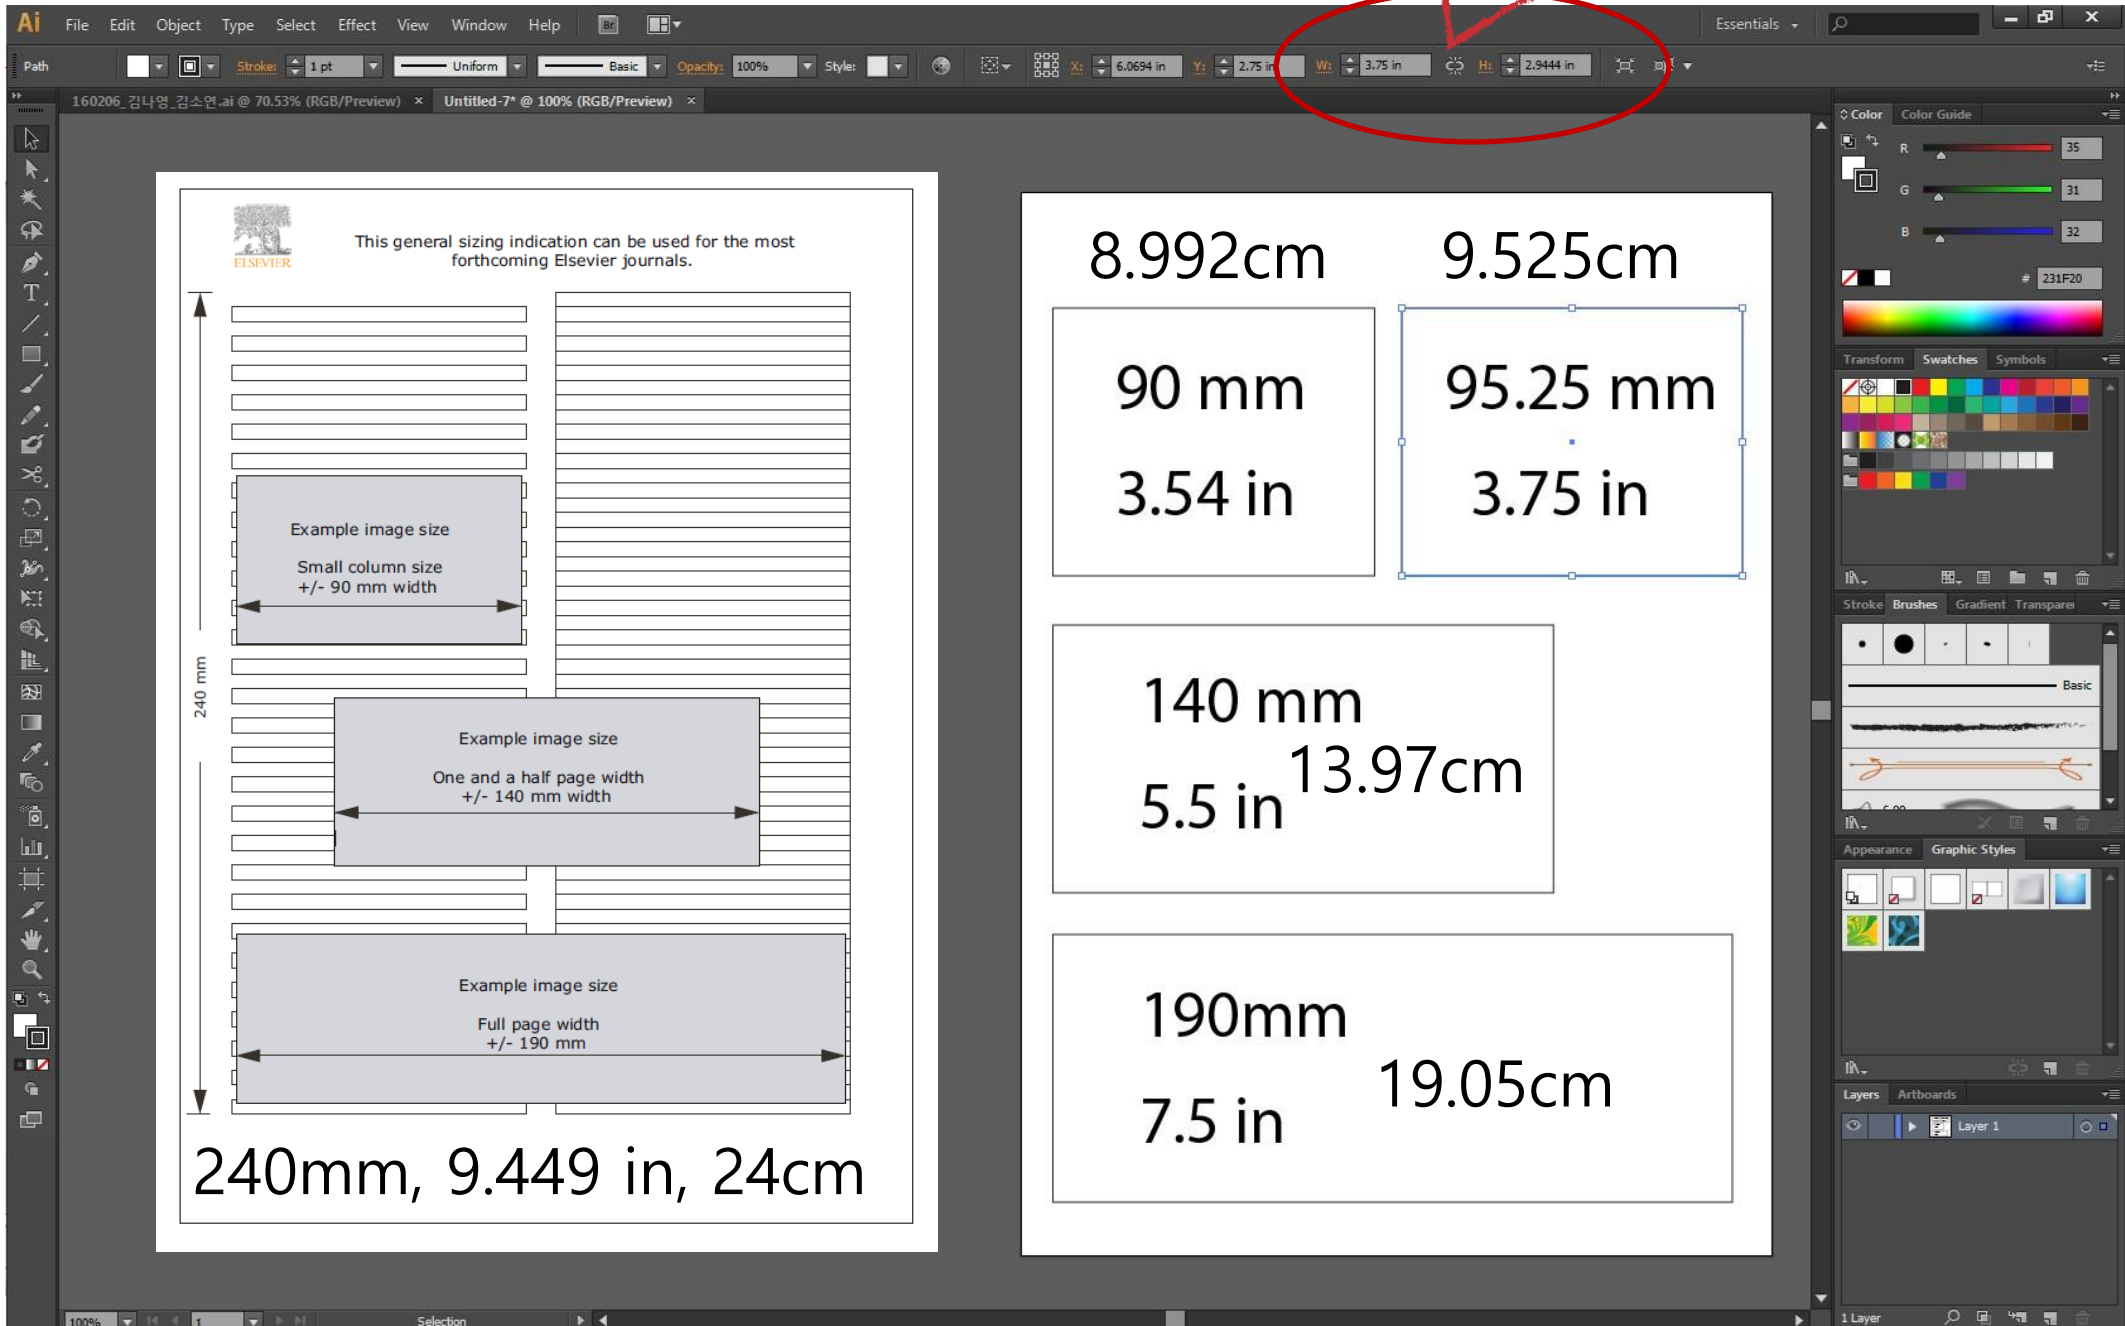 Ai File Edit Object Type Select Effect View Window Help Br Essentials
Path Stroke: 1 pt Uniform Basic Opacity: 100% Style: X: 6.0694 in Y: 2.75 in W: 3.75 in H: 2.9444 in
160206_김나영_김소연.ai @ 70.53% (RGB/Preview) × Untitled-7* @ 100% (RGB/Preview) ×
ELSEVIER
This general sizing indication can be used for the most
forthcoming Elsevier journals.
240 mm
Example image size
Small column size
+/- 90 mm width
Example image size
One and a half page width
+/- 140 mm width
Example image size
Full page width
+/- 190 mm
240mm, 9.449 in, 24cm
8.992cm
9.525cm
90 mm
3.54 in
95.25 mm
3.75 in
140 mm
13.97cm
5.5 in
190mm
19.05cm
7.5 in
Color Color Guide
R 35
G 31
B 32
# 231F20
Transform Swatches Symbols
Stroke Brushes Gradient Transparen
Basic
Appearance Graphic Styles
Layers Artboards
Layer 1
1 Layer
100% 1 Selection